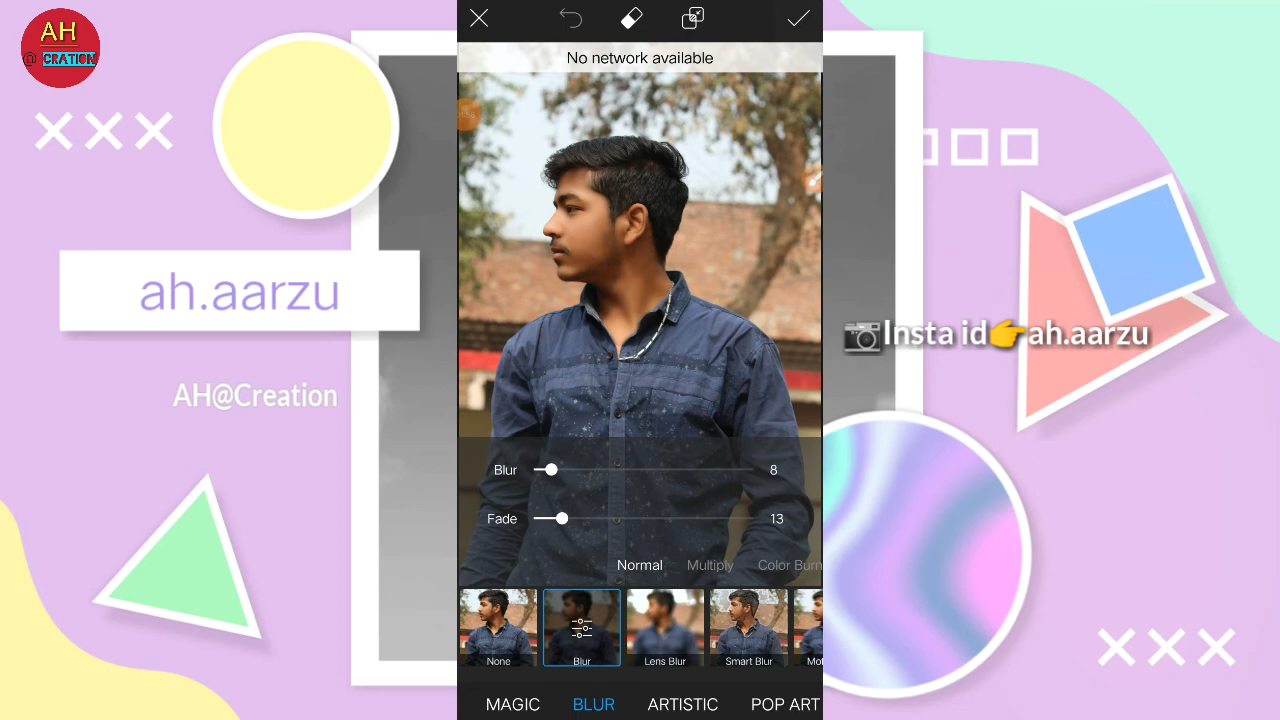 AH
@ CRATION
No network available
ah.aarzu
📷Insta id👉ah.aarzu
AH@Creation
Blur 8
Fade 13
Normal Multiply Color Burn
None Blur Lens Blur Smart Blur Mot
MAGIC BLUR ARTISTIC POP ART